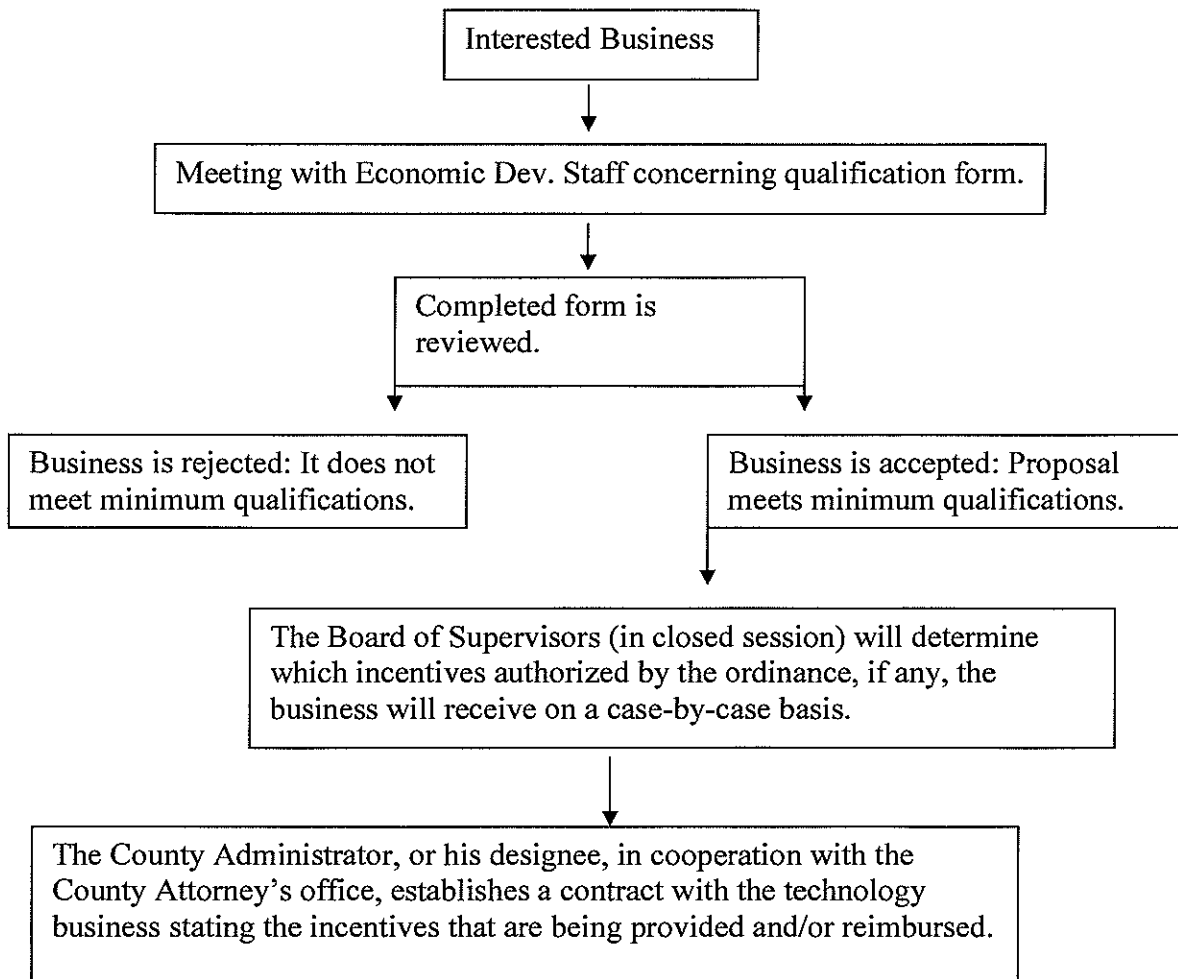 Interested Business
Meeting with Economic Dev. Staff concerning qualification form.
Completed form is
reviewed.
Business is rejected: It does not
meet minimum qualifications.
Business is accepted: Proposal
meets minimum qualifications.
The Board of Supervisors (in closed session) will determine
which incentives authorized by the ordinance, if any, the
business will receive on a case-by-case basis.
The County Administrator, or his designee, in cooperation with the
County Attorney’s office, establishes a contract with the technology
business stating the incentives that are being provided and/or reimbursed.